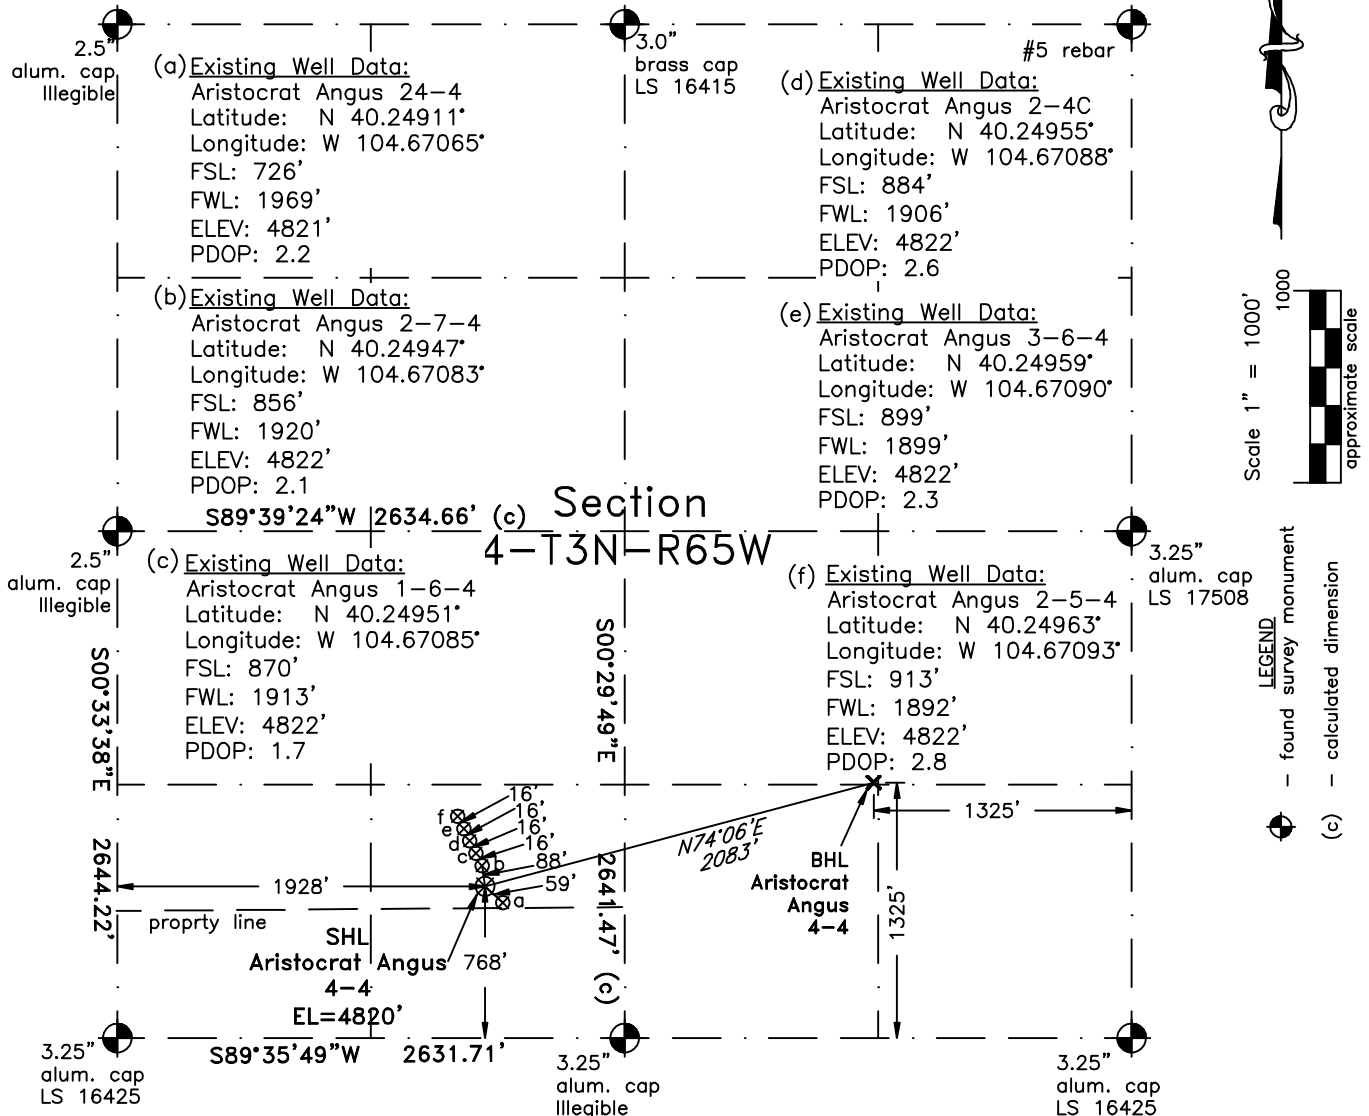 2.5"
alum. cap
Illegible
3.0"
brass cap
LS 16415
#5 rebar
(a) Existing Well Data:
Aristocrat Angus 24-4
Latitude: N 40.24911°
Longitude: W 104.67065°
FSL: 726'
FWL: 1969'
ELEV: 4821'
PDOP: 2.2
(d) Existing Well Data:
Aristocrat Angus 2-4C
Latitude: N 40.24955°
Longitude: W 104.67088°
FSL: 884'
FWL: 1906'
ELEV: 4822'
PDOP: 2.6
(b) Existing Well Data:
Aristocrat Angus 2-7-4
Latitude: N 40.24947°
Longitude: W 104.67083°
FSL: 856'
FWL: 1920'
ELEV: 4822'
PDOP: 2.1
(e) Existing Well Data:
Aristocrat Angus 3-6-4
Latitude: N 40.24959°
Longitude: W 104.67090°
FSL: 899'
FWL: 1899'
ELEV: 4822'
PDOP: 2.3
S89°39'24"W 2634.66' (c)
Section
4-T3N-R65W
2.5"
alum. cap
Illegible
(c) Existing Well Data:
Aristocrat Angus 1-6-4
Latitude: N 40.24951°
Longitude: W 104.67085°
FSL: 870'
FWL: 1913'
ELEV: 4822'
PDOP: 1.7
(f) Existing Well Data:
Aristocrat Angus 2-5-4
Latitude: N 40.24963°
Longitude: W 104.67093°
FSL: 913'
FWL: 1892'
ELEV: 4822'
PDOP: 2.8
3.25"
alum. cap
LS 17508
S00°33'38"E 2644.22'
S00°29'49"E 2641.47' (c)
16'
16'
16'
16'
88'
59'
f
e
d
c
b
a
1928'
proprty line
SHL
Aristocrat Angus
4-4
EL=4820'
768'
N74°06'E
2083'
BHL
Aristocrat
Angus
4-4
1325'
1325'
3.25"
alum. cap
LS 16425
S89°35'49"W 2631.71'
3.25"
alum. cap
Illegible
3.25"
alum. cap
LS 16425
Scale 1" = 1000'
1000
approximate scale
LEGEND
- found survey monument
(c) - calculated dimension